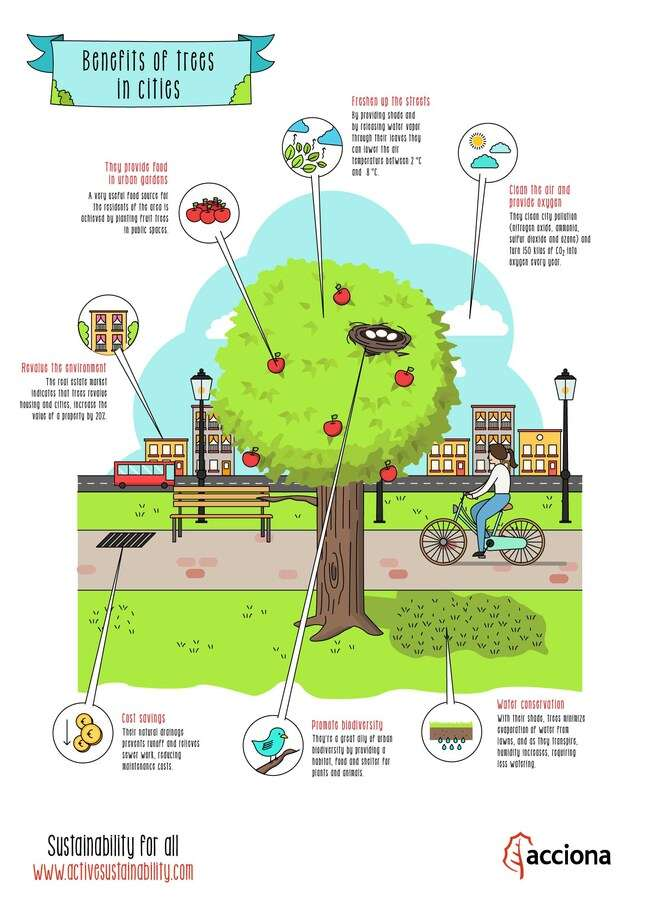 Benefits of trees
in cities
Freshen up the streets
By providing shade and
by releasing water vapor
through their leaves they
can lower the air
temperature between 2 °C
and 8 °C.
They provide food
in urban gardens
A very useful food source for
the residents of the area is
achieved by planting fruit trees
in public spaces.
Clean the air and
provide oxygen
They clean city pollution
(nitrogen oxide, ammonia,
sulfur dioxide and ozone) and
turn 150 kilos of CO₂ into
oxygen every year.
Revalue the environment
The real estate market
indicates that trees revalue
housing and cities, increase the
value of a property by 20%.
Cost savings
Their natural drainage
prevents runoff and relieves
sewer work, reducing
maintenance costs.
Promote biodiversity
They're a great ally of urban
biodiversity by providing a
habitat, food and shelter for
plants and animals.
Water conservation
With their shade, trees minimize
evaporation of water from
lawns, and as they transpire,
humidity increases, requiring
less watering.
Sustainability for all
www.activesustainability.com
acciona